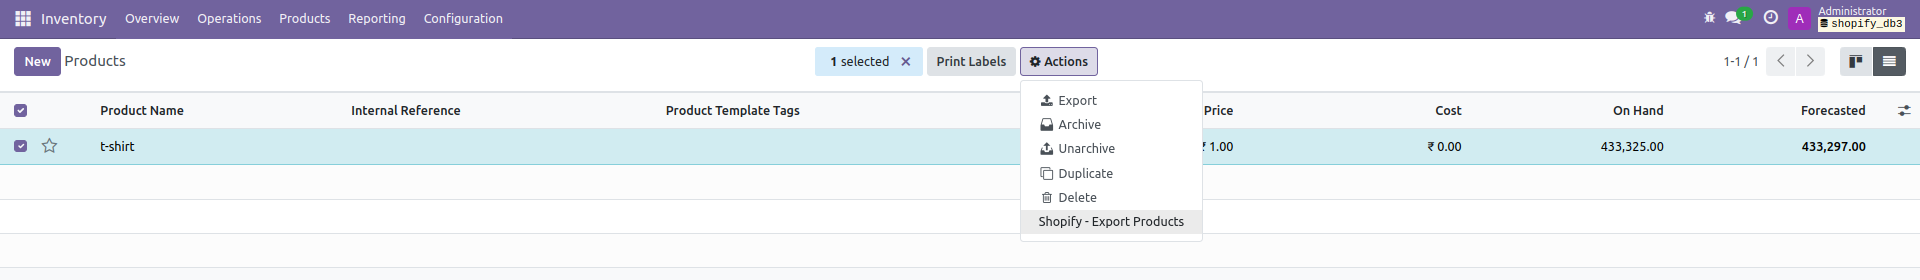 Inventory Overview Operations Products Reporting Configuration 1 A Administrator
shopify_db3
New Products 1 selected × Print Labels Actions 1-1 / 1
Export
Archive
Unarchive
Duplicate
Delete
Shopify - Export Products
Product Name Internal Reference Product Template Tags Price Cost On Hand Forecasted
t-shirt ₹ 1.00 ₹ 0.00 433,325.00 433,297.00